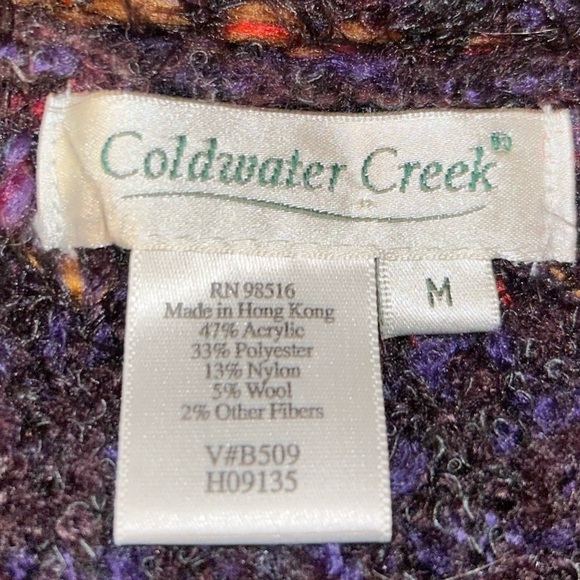 Coldwater Creek®
M
RN 98516
Made in Hong Kong
47% Acrylic
33% Polyester
13% Nylon
5% Wool
2% Other Fibers
V#B509
H09135